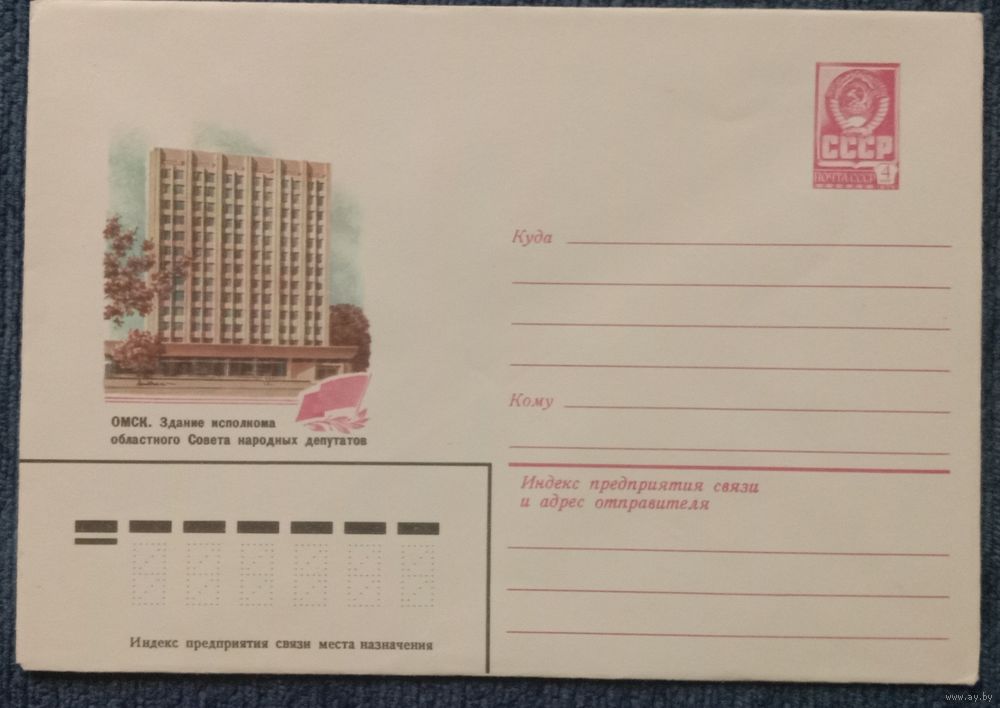 СССР
ПОЧТА СССР 4
Куда
Кому
ОМСК. Здание исполкома
областного Совета народных депутатов
Индекс предприятия связи
и адрес отправителя
Индекс предприятия связи места назначения
www.ay.by